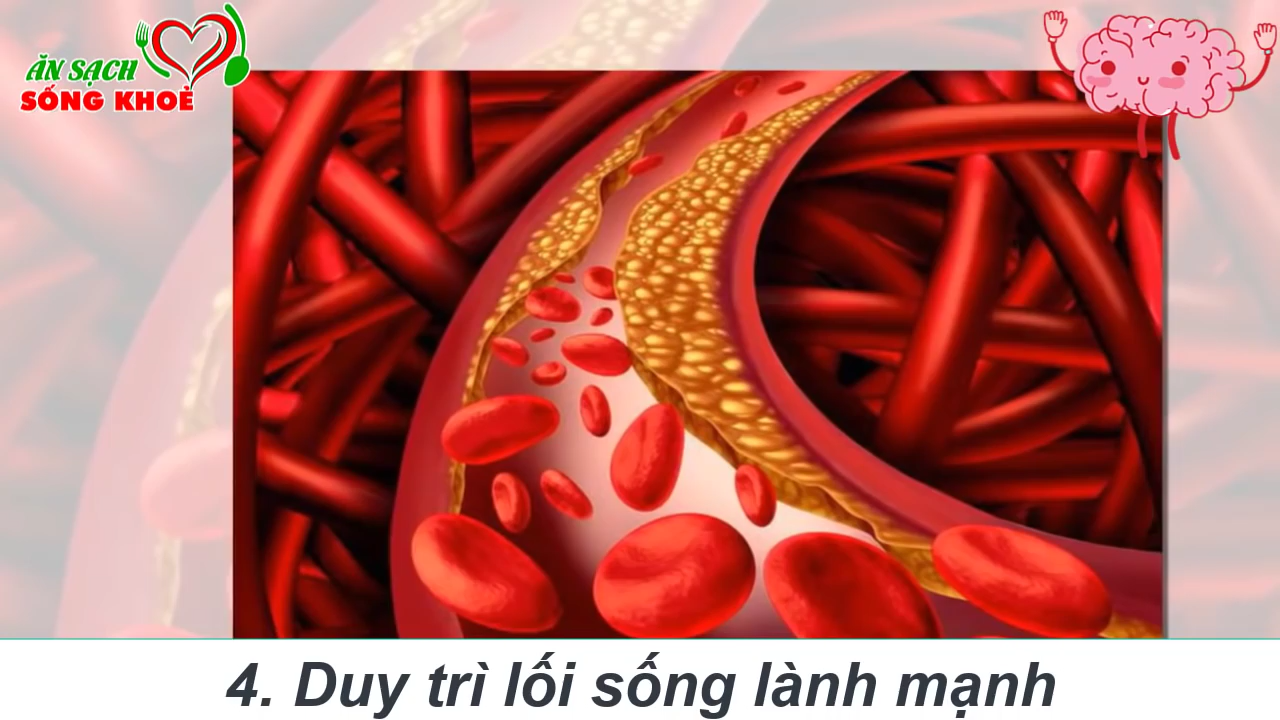 ĂN SẠCH
SỐNG KHOẺ
4. Duy trì lối sống lành mạnh